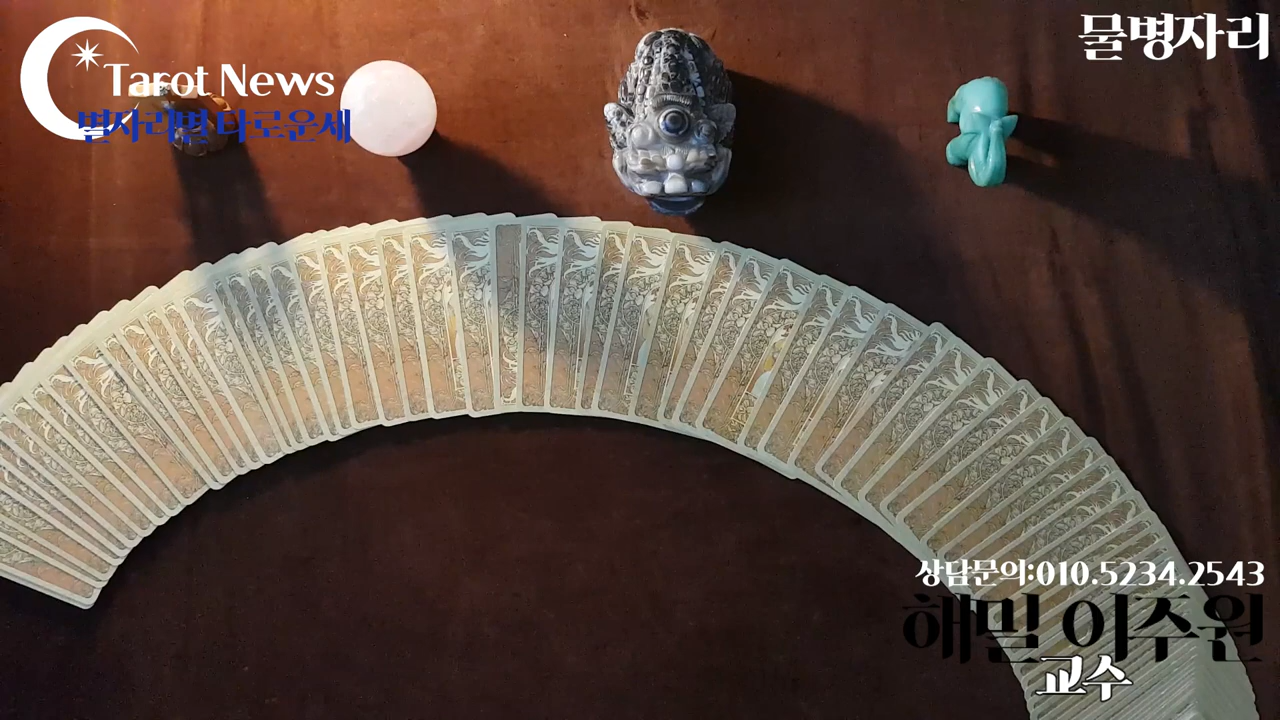 Tarot News
별자리별 타로운세
물병자리
상담문의:010.5234.2543
해밀 이주원
교수